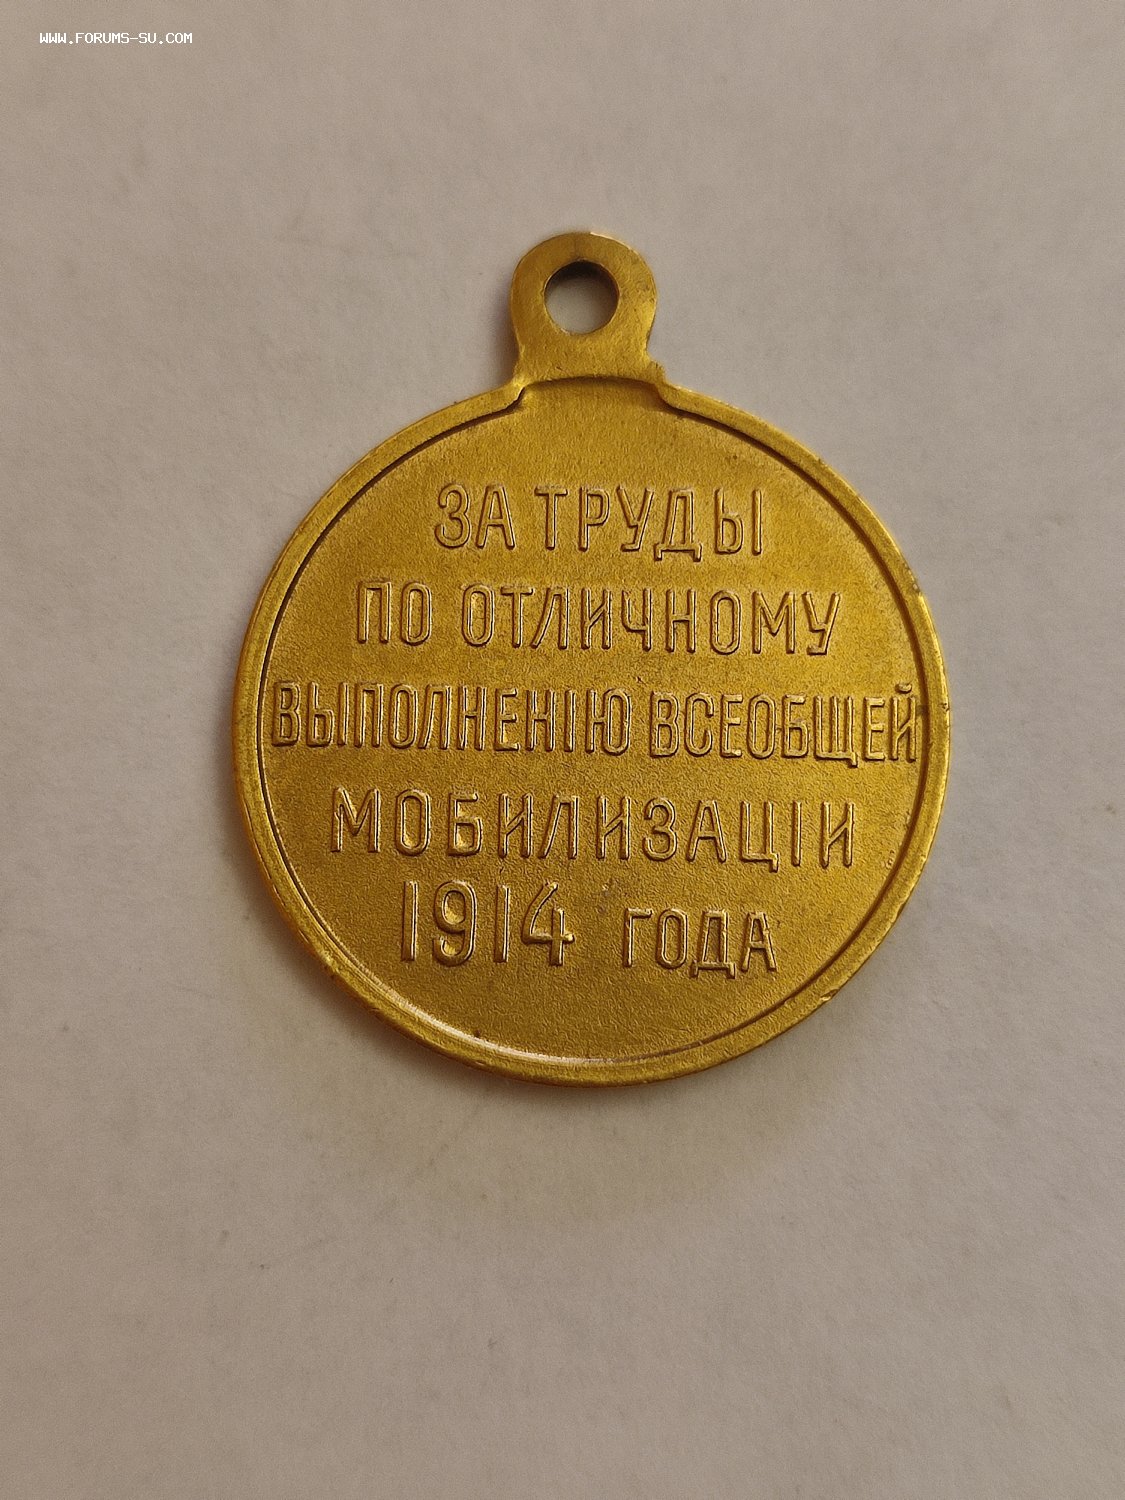 WWW.FORUMS-SU.COM
ЗА ТРУДЫ
ПО ОТЛИЧНОМУ
ВЫПОЛНЕНІЮ ВСЕОБЩЕЙ
МОБИЛИЗАЦІИ
1914 ГОДА